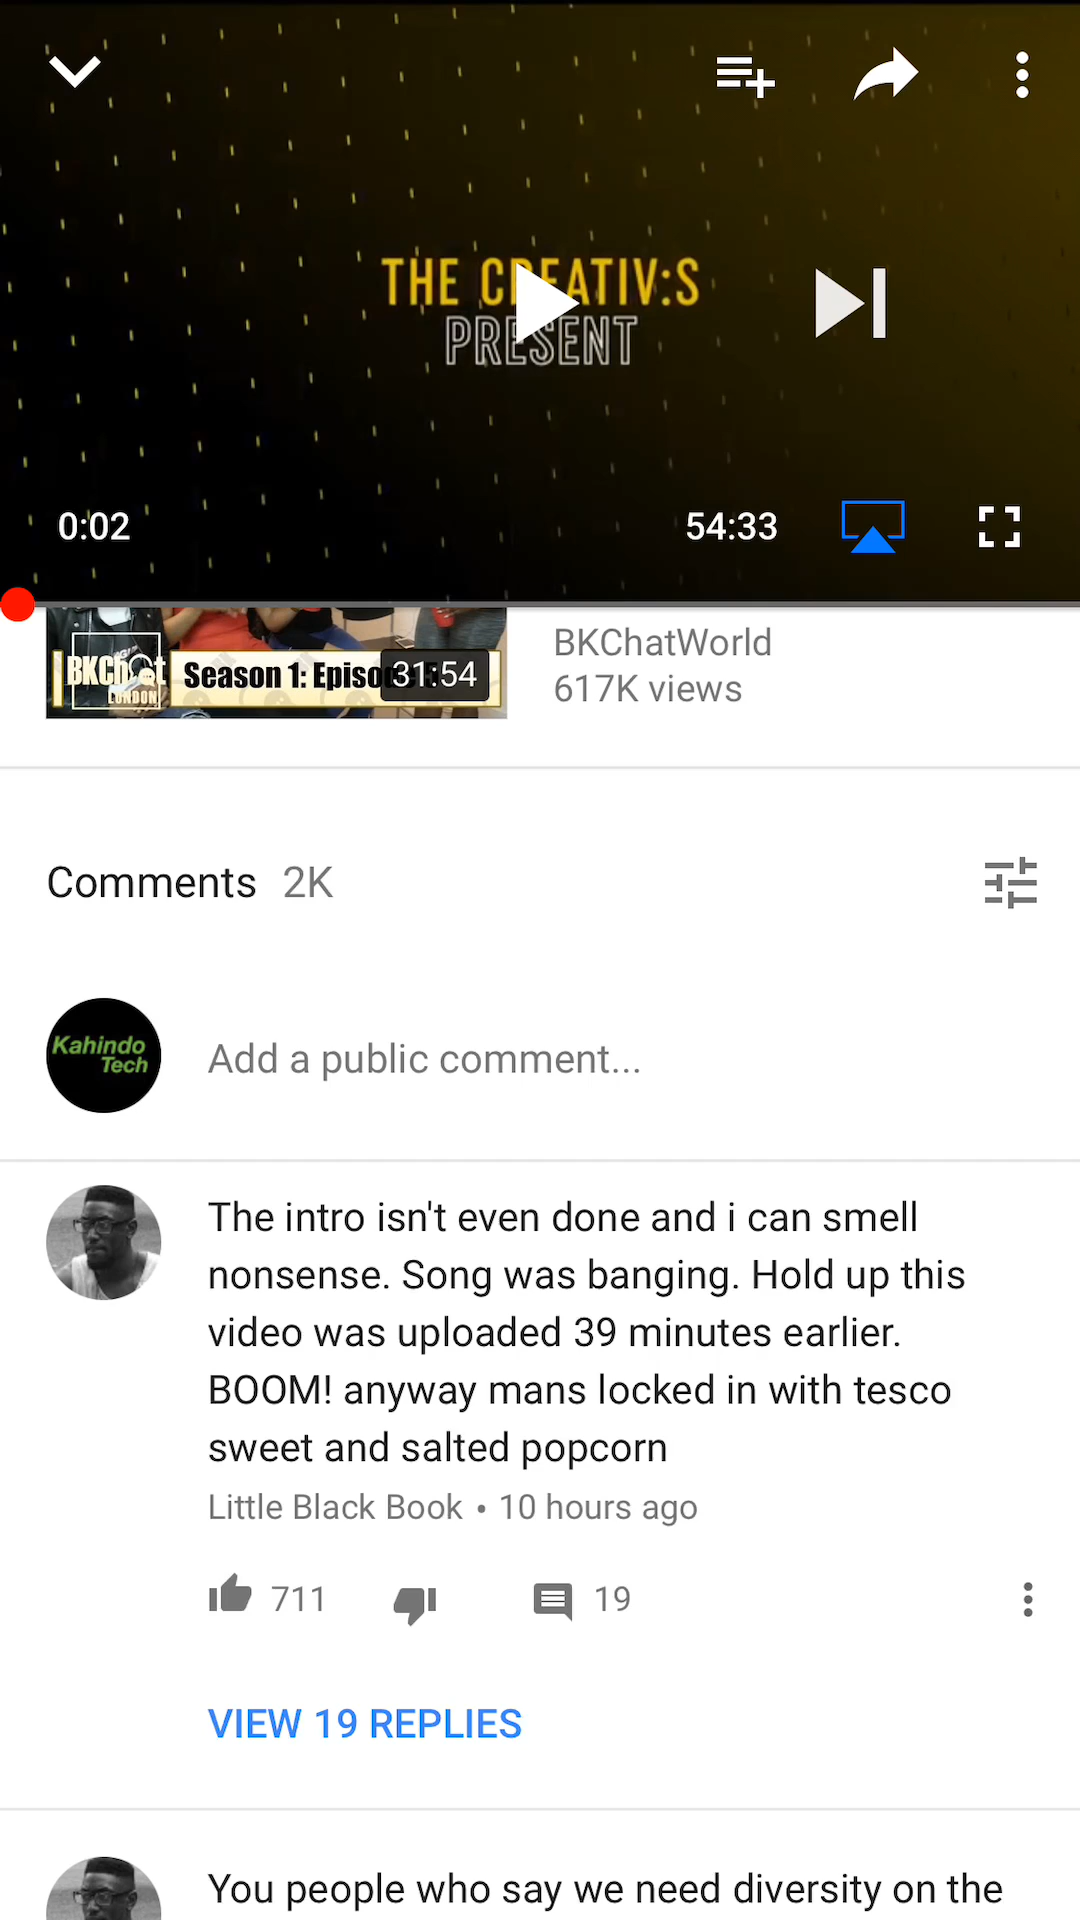 THE CREATIV:S
PRESENT
0:02
54:33
BKChat
LONDON
Season 1: Episo
31:54
BKChatWorld
617K views
Comments 2K
Kahindo
Tech
Add a public comment...
The intro isn't even done and i can smell
nonsense. Song was banging. Hold up this
video was uploaded 39 minutes earlier.
BOOM! anyway mans locked in with tesco
sweet and salted popcorn
Little Black Book • 10 hours ago
711
19
VIEW 19 REPLIES
You people who say we need diversity on the